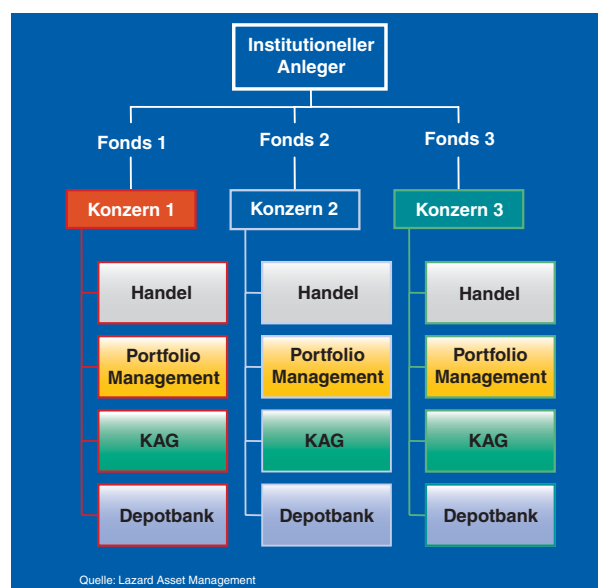 Institutioneller
Anleger
Fonds 1
Fonds 2
Fonds 3
Konzern 1
Konzern 2
Konzern 3
Handel
Handel
Handel
Portfolio
Management
Portfolio
Management
Portfolio
Management
KAG
KAG
KAG
Depotbank
Depotbank
Depotbank
Quelle: Lazard Asset Management